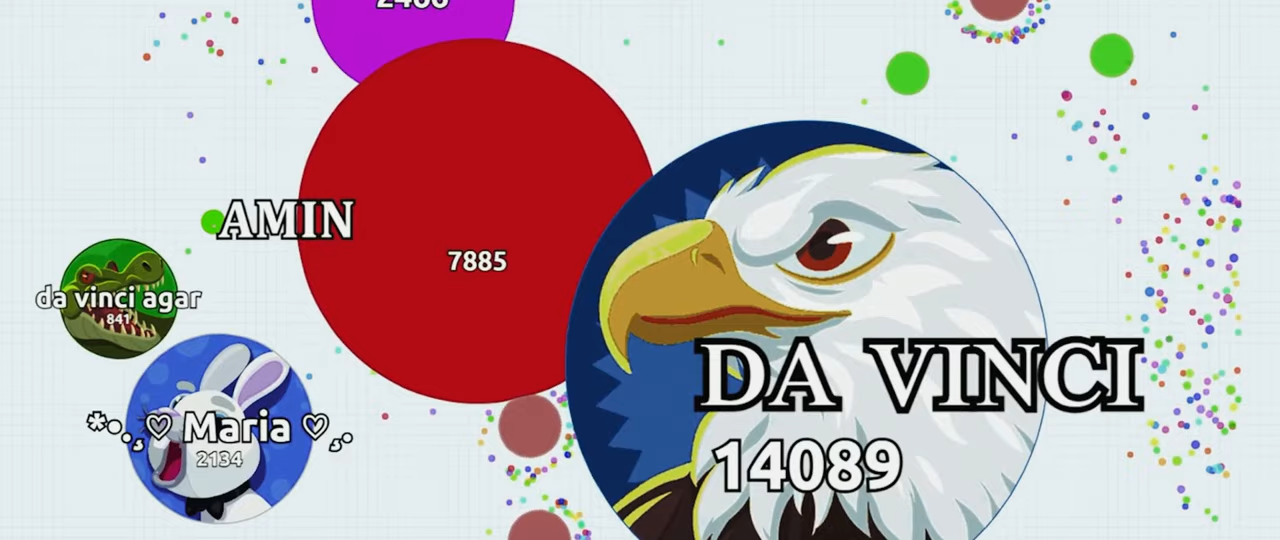 AMIN
7885
da vinci agar
841
*•.¸♡ Maria ♡¸.•
2134
DA VINCI
14089